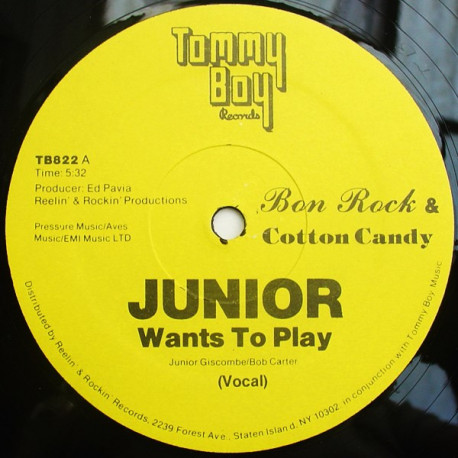 Tommy
Boy
Records
TB822 A
Time: 5:32
Producer: Ed Pavia
Reelin' & Rockin' Productions
Pressure Music/Aves
Music/EMI Music LTD
Bon Rock &
Cotton Candy
JUNIOR
Wants To Play
Junior Giscombe/Bob Carter
(Vocal)
Distributed by Reelin' & Rockin' Records, 2239 Forest Ave., Staten Island, NY 10302 in conjunction with Tommy Boy Music